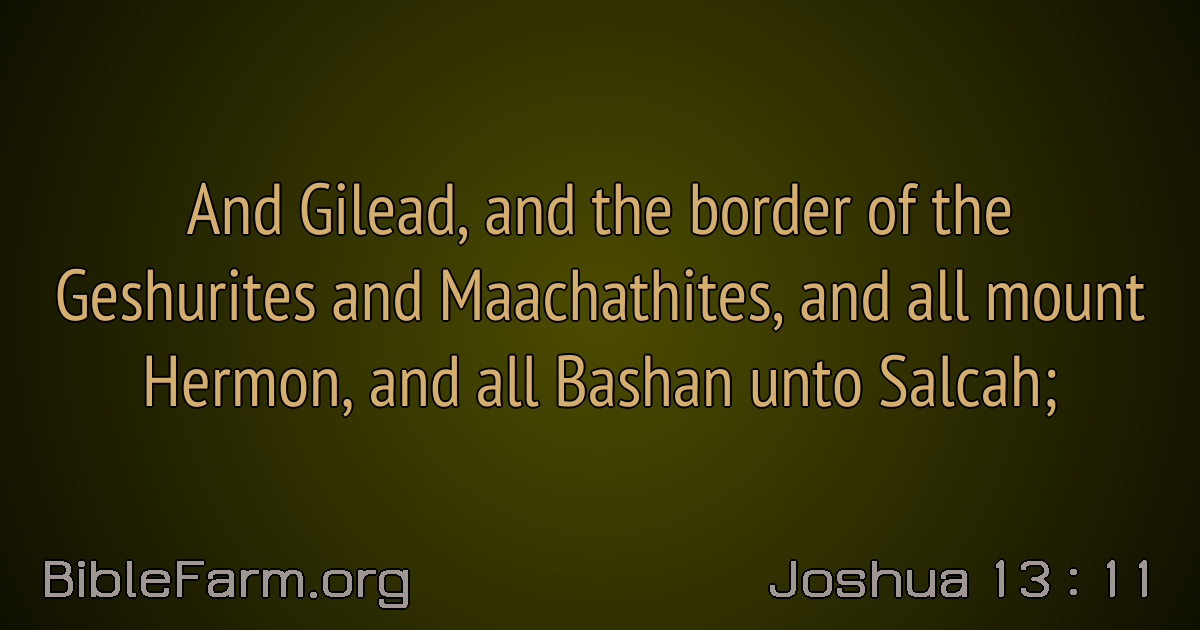 And Gilead, and the border of the
Geshurites and Maachathites, and all mount
Hermon, and all Bashan unto Salcah;
BibleFarm.org
Joshua 13 : 11